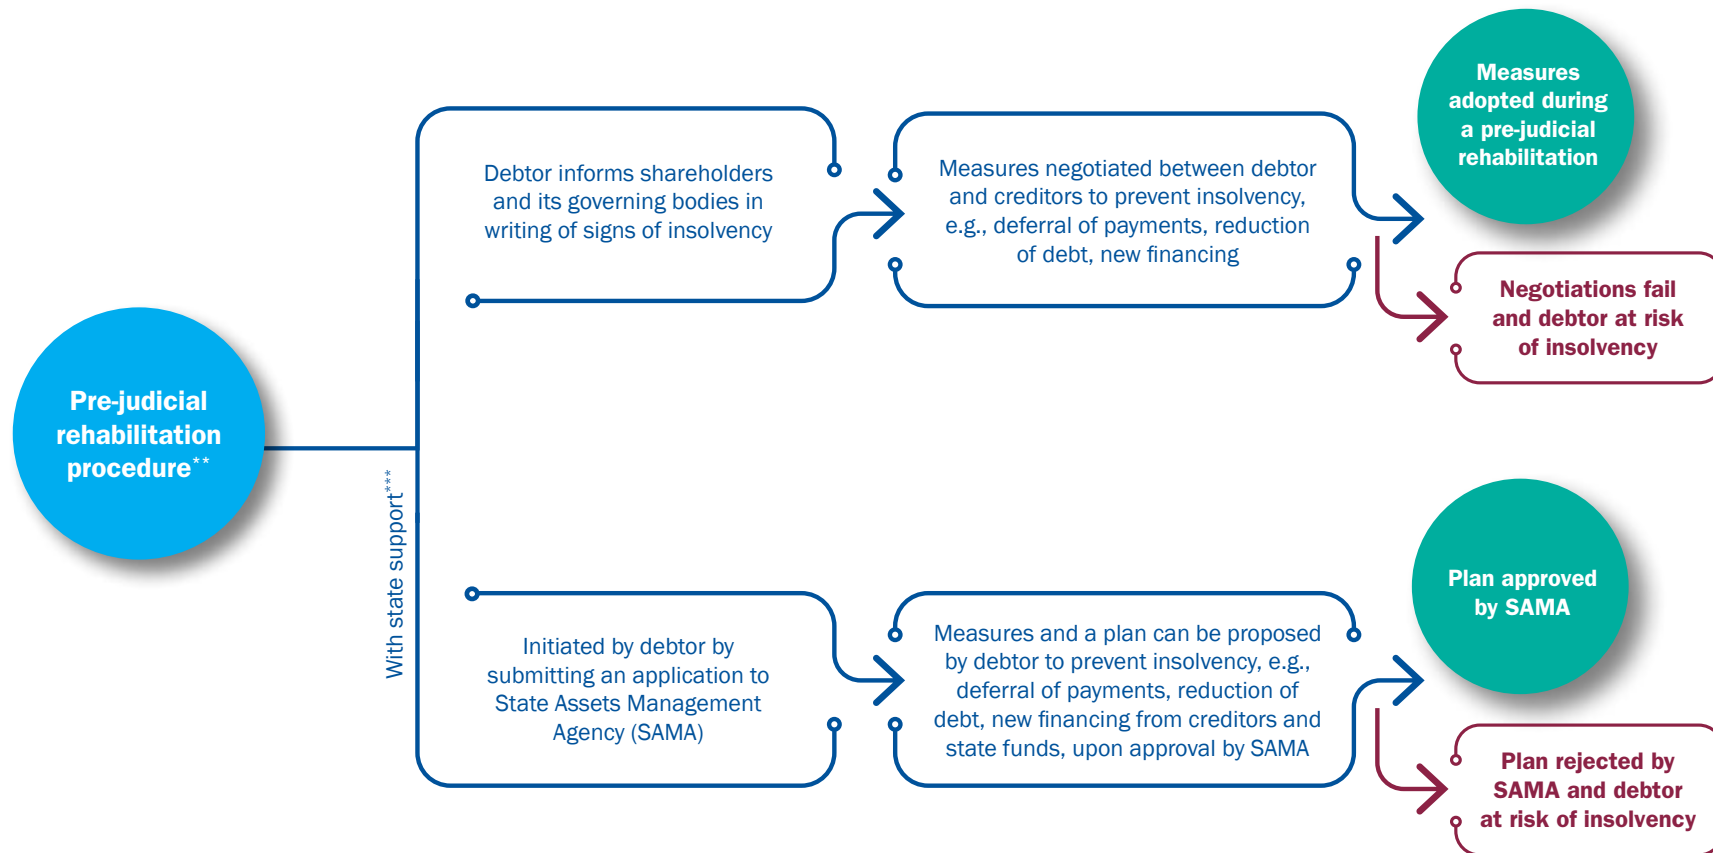 Pre-judicial
rehabilitation
procedure**
With state support***
Debtor informs shareholders
and its governing bodies in
writing of signs of insolvency
Measures negotiated between debtor
and creditors to prevent insolvency,
e.g., deferral of payments, reduction
of debt, new financing
Measures
adopted during
a pre-judicial
rehabilitation
Negotiations fail
and debtor at risk
of insolvency
Initiated by debtor by
submitting an application to
State Assets Management
Agency (SAMA)
Measures and a plan can be proposed
by debtor to prevent insolvency, e.g.,
deferral of payments, reduction of
debt, new financing from creditors and
state funds, upon approval by SAMA
Plan approved
by SAMA
Plan rejected by
SAMA and debtor
at risk of insolvency